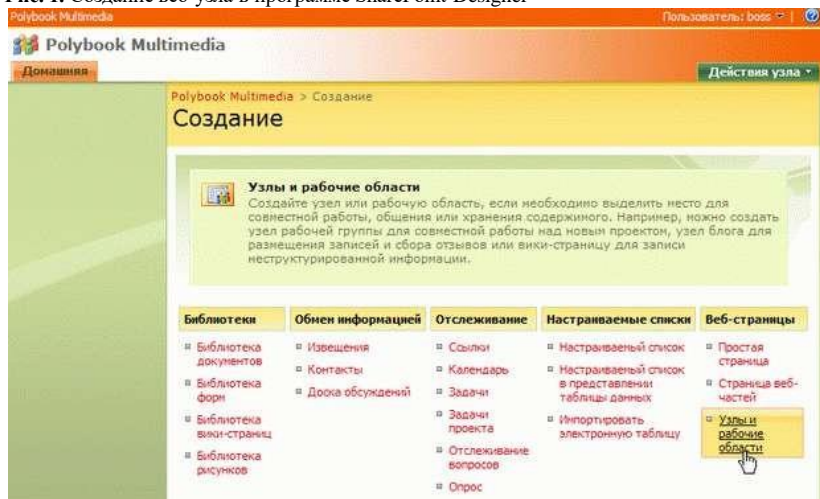 Рис. 1. Создание веб-узла в программе SharePoint Designer
Polybook Multimedia
Пользователь: boss
Polybook Multimedia
Домашняя
Действия узла
Polybook Multimedia > Создание
Создание
Узлы и рабочие области
Создайте узел или рабочую область, если необходимо выделить место для
совместной работы, общения или хранения содержимого. Например, можно создать
узел рабочей группы для совместной работы над новым проектом, узел блога для
размещения записей и сбора отзывов или вики-страницу для записи
неструктурированной информации.
Библиотеки
Библиотека
документов
Библиотека
форм
Библиотека
вики-страниц
Библиотека
рисунков
Обмен информацией
Извещения
Контакты
Доска обсуждений
Отслеживание
Ссылки
Календарь
Задачи
Задачи
проекта
Отслеживание
вопросов
Опрос
Настраиваемые списки
Настраиваемый список
Настраиваемый список
в представлении
таблицы данных
Импортировать
электронную таблицу
Веб-страницы
Простая
страница
Страница веб-
частей
Узлы и
рабочие
области